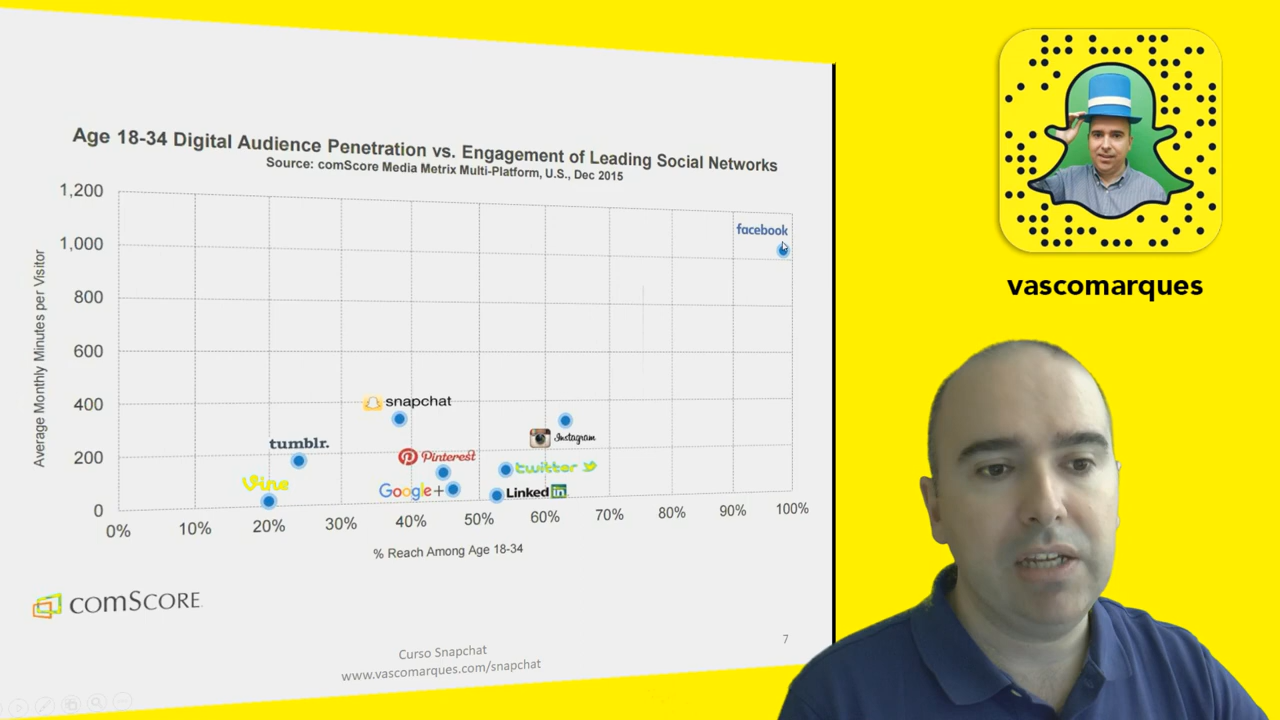 Age 18-34 Digital Audience Penetration vs. Engagement of Leading Social Networks
Source: comScore Media Metrix Multi-Platform, U.S., Dec 2015
Average Monthly Minutes per Visitor
1,200
1,000
800
600
400
200
0
facebook
snapchat
Instagram
tumblr.
Pinterest
twitter
Vine
Google+
Linked in
0%
10%
20%
30%
40%
50%
60%
70%
80%
90%
100%
% Reach Among Age 18-34
comSCORE
7
Curso Snapchat
www.vascomarques.com/snapchat
vascomarques